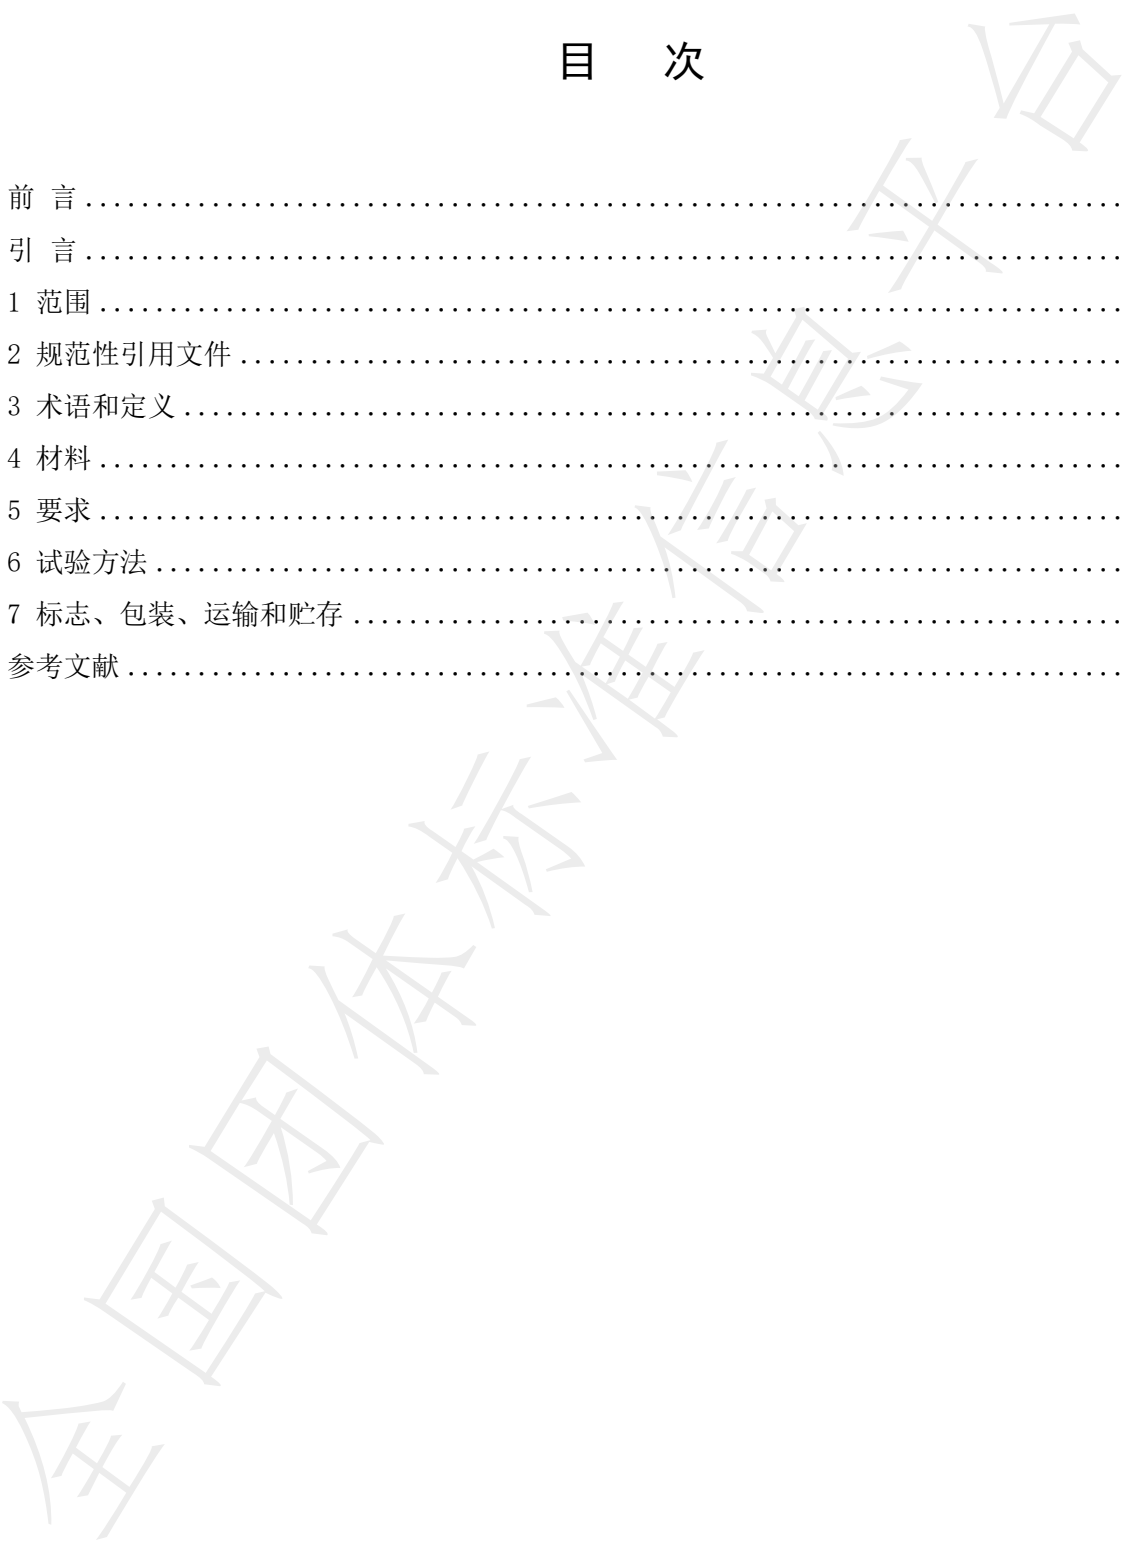 目 次
前 言........................................................................
引 言........................................................................
1 范围.......................................................................
2 规范性引用文件.............................................................
3 术语和定义.................................................................
4 材料.......................................................................
5 要求.......................................................................
6 试验方法...................................................................
7 标志、包装、运输和贮存.....................................................
参考文献.....................................................................
全国团体标准信息平台